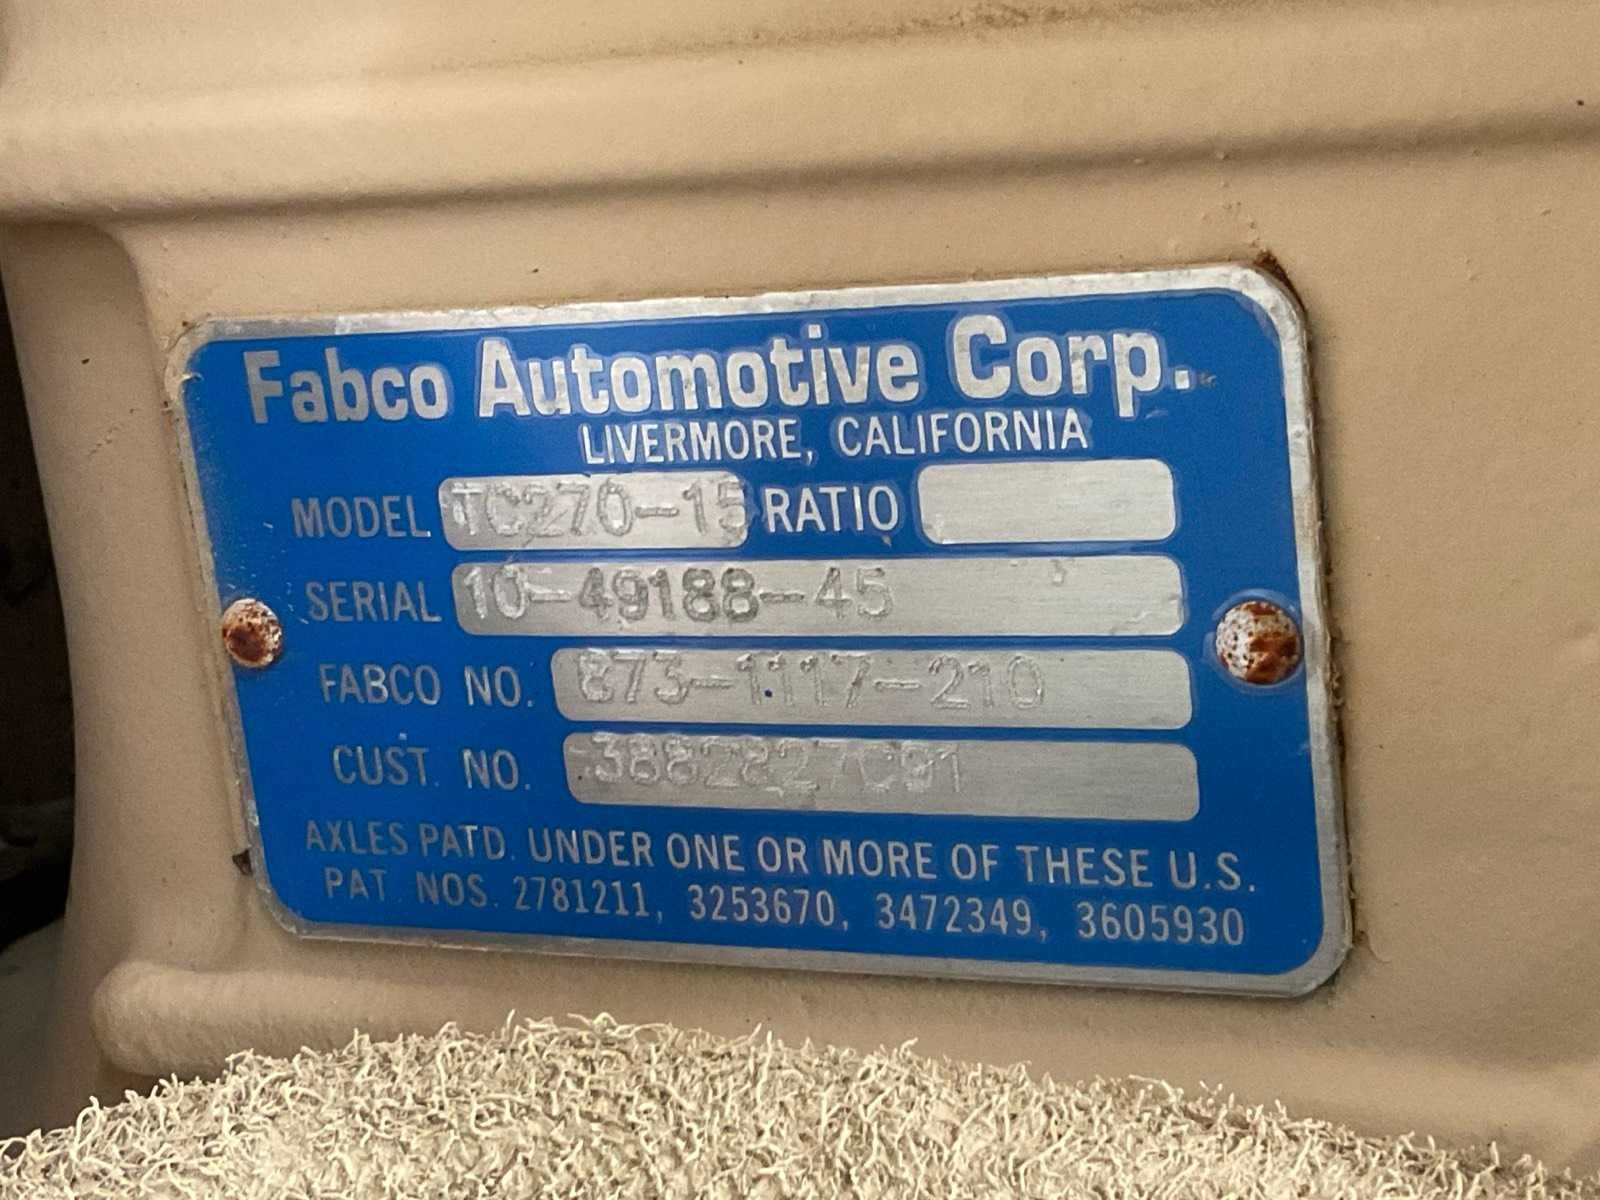 Fabco Automotive Corp.
LIVERMORE, CALIFORNIA
MODEL TC270-15 RATIO
SERIAL 10-49188-45
FABCO NO. 873-1117-210
CUST. NO. 3882827C91
AXLES PATD. UNDER ONE OR MORE OF THESE U.S.
PAT. NOS. 2781211, 3253670, 3472349, 3605930